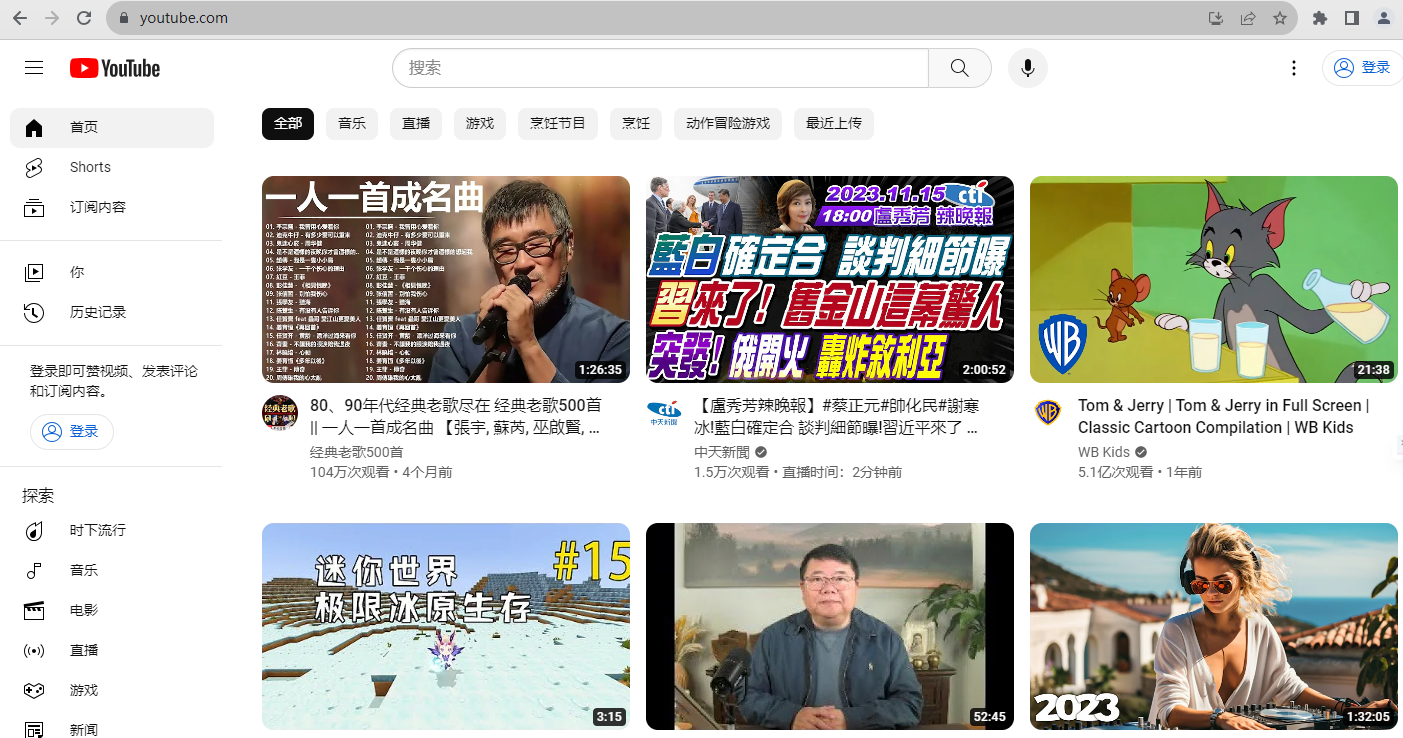 youtube.com
YouTube
搜索
登录
首页
Shorts
订阅内容
你
历史记录
登录即可赞视频、发表评论
和订阅内容。
登录
探索
时下流行
音乐
电影
直播
游戏
新闻
全部
音乐
直播
游戏
烹饪节目
烹饪
动作冒险游戏
最近上传
一人一首成名曲
1:26:35
80、90年代经典老歌尽在 经典老歌500首
|| 一人一首成名曲 【張宇, 蘇芮, 巫啟賢, ...
经典老歌500首
104万次观看 • 4个月前
2023.11.15
cti
18:00盧秀芳 辣晚報
藍白確定合 談判細節曝
習來了!舊金山這幕驚人
突發!俄開火 轟炸敘利亞
2:00:52
cti
中天新聞
【盧秀芳辣晚報】#蔡正元#帥化民#謝寒
冰!藍白確定合 談判細節曝!習近平來了 ...
中天新聞
1.5万次观看 • 直播时间：2分钟前
WB
21:38
WB
Tom & Jerry | Tom & Jerry in Full Screen |
Classic Cartoon Compilation | WB Kids
WB Kids
5.1亿次观看 • 1年前
迷你世界
#15
极限冰原生存
3:15
52:45
2023
1:32:05